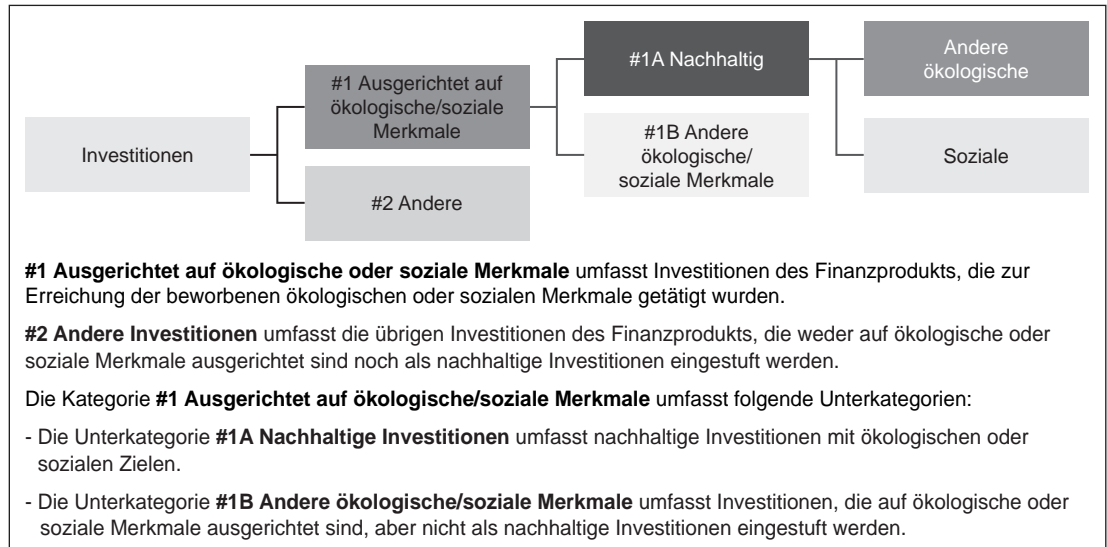 Investitionen
#1 Ausgerichtet auf
ökologische/soziale
Merkmale
#2 Andere
#1A Nachhaltig
#1B Andere
ökologische/
soziale Merkmale
Andere
ökologische
Soziale
#1 Ausgerichtet auf ökologische oder soziale Merkmale umfasst Investitionen des Finanzprodukts, die zur
Erreichung der beworbenen ökologischen oder sozialen Merkmale getätigt wurden.
#2 Andere Investitionen umfasst die übrigen Investitionen des Finanzprodukts, die weder auf ökologische oder
soziale Merkmale ausgerichtet sind noch als nachhaltige Investitionen eingestuft werden.
Die Kategorie #1 Ausgerichtet auf ökologische/soziale Merkmale umfasst folgende Unterkategorien:
- Die Unterkategorie #1A Nachhaltige Investitionen umfasst nachhaltige Investitionen mit ökologischen oder
sozialen Zielen.
- Die Unterkategorie #1B Andere ökologische/soziale Merkmale umfasst Investitionen, die auf ökologische oder
soziale Merkmale ausgerichtet sind, aber nicht als nachhaltige Investitionen eingestuft werden.